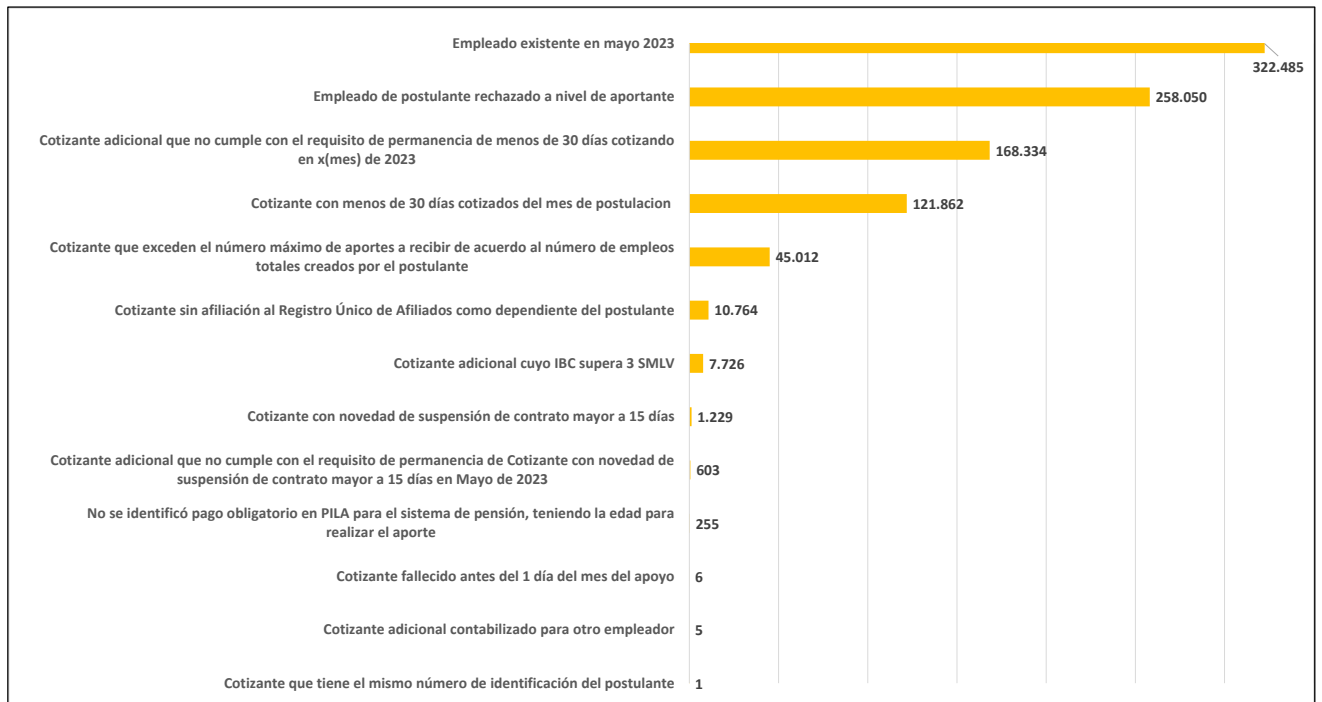 Empleado existente en mayo 2023
322.485
Empleado de postulante rechazado a nivel de aportante
258.050
Cotizante adicional que no cumple con el requisito de permanencia de menos de 30 días cotizando
en x(mes) de 2023
168.334
Cotizante con menos de 30 días cotizados del mes de postulacion
121.862
Cotizante que exceden el número máximo de aportes a recibir de acuerdo al número de empleos
totales creados por el postulante
45.012
Cotizante sin afiliación al Registro Único de Afiliados como dependiente del postulante
10.764
Cotizante adicional cuyo IBC supera 3 SMLV
7.726
Cotizante con novedad de suspensión de contrato mayor a 15 días
1.229
Cotizante adicional que no cumple con el requisito de permanencia de Cotizante con novedad de
suspensión de contrato mayor a 15 días en Mayo de 2023
603
No se identificó pago obligatorio en PILA para el sistema de pensión, teniendo la edad para
realizar el aporte
255
Cotizante fallecido antes del 1 día del mes del apoyo
6
Cotizante adicional contabilizado para otro empleador
5
Cotizante que tiene el mismo número de identificación del postulante
1